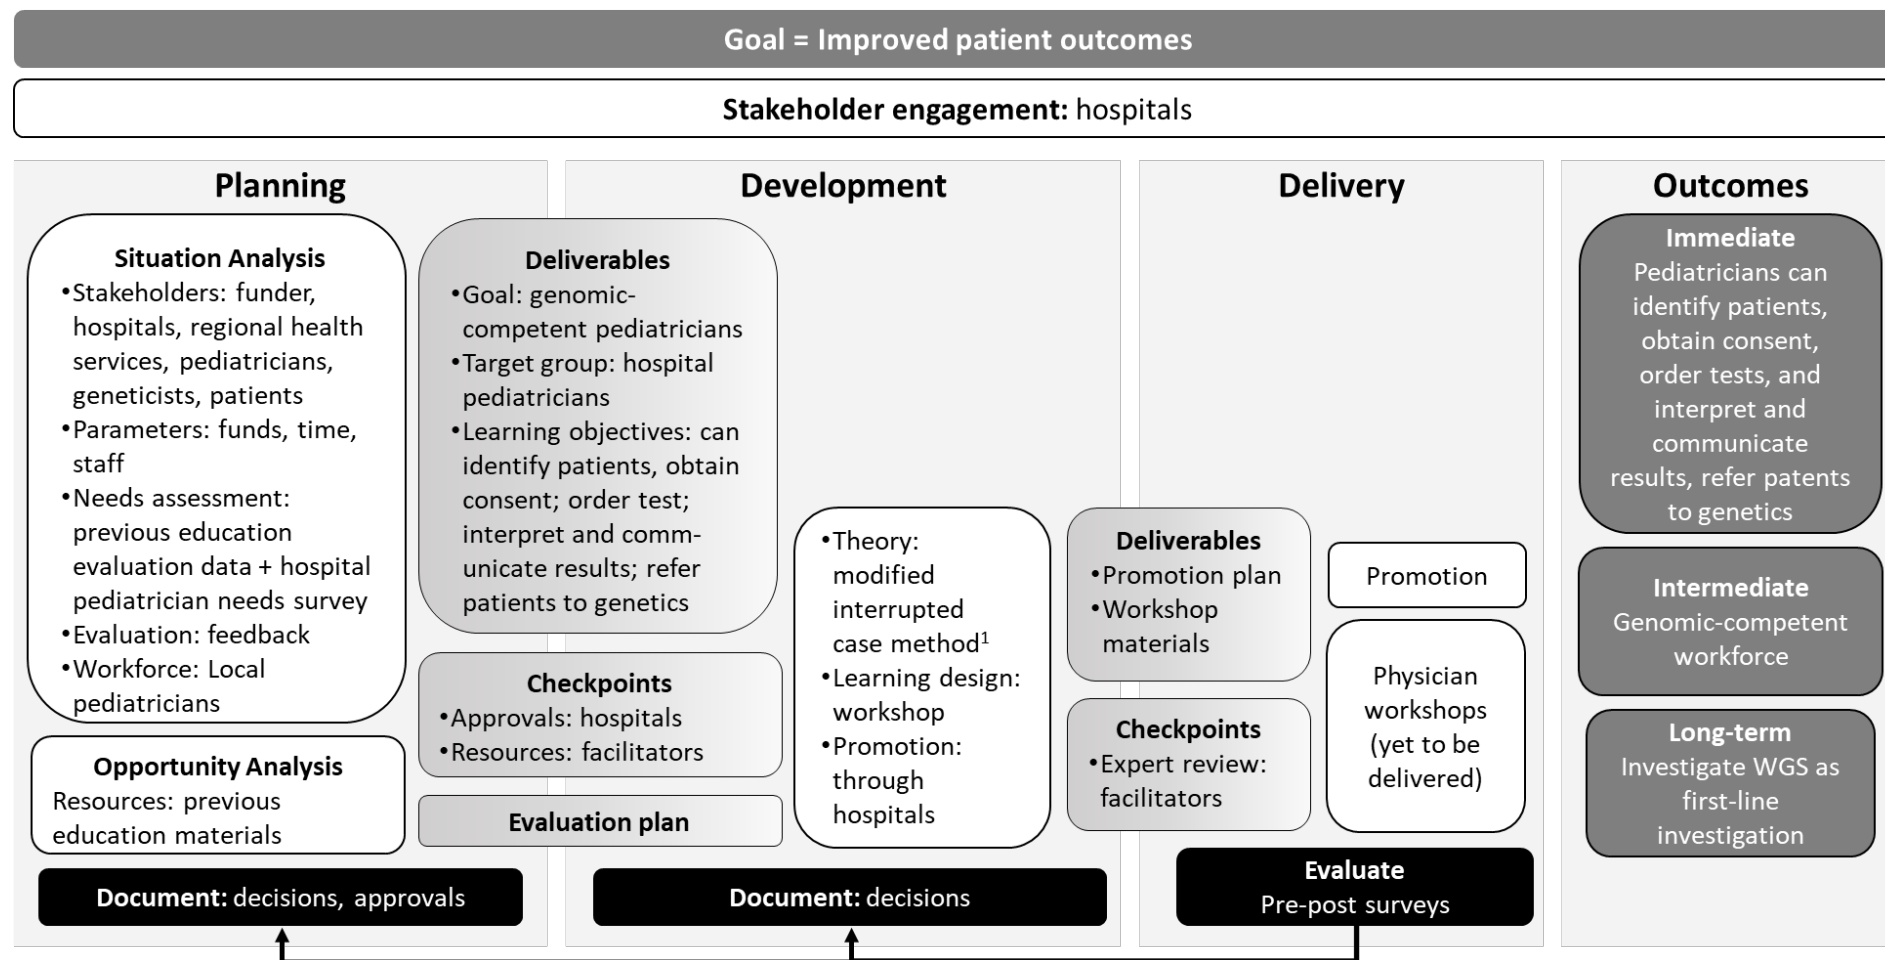 Goal = Improved patient outcomes
Stakeholder engagement: hospitals
Planning
Situation Analysis
•Stakeholders: funder,
hospitals, regional health
services, pediatricians,
geneticists, patients
•Parameters: funds, time,
staff
•Needs assessment:
previous education
evaluation data + hospital
pediatrician needs survey
•Evaluation: feedback
•Workforce: Local
pediatricians
Opportunity Analysis
Resources: previous
education materials
Document: decisions, approvals
Deliverables
•Goal: genomic-
competent pediatricians
•Target group: hospital
pediatricians
•Learning objectives: can
identify patients, obtain
consent; order test;
interpret and comm-
unicate results; refer
patients to genetics
Checkpoints
•Approvals: hospitals
•Resources: facilitators
Evaluation plan
Development
•Theory:
modified
interrupted
case method¹
•Learning design:
workshop
•Promotion:
through
hospitals
Document: decisions
Deliverables
•Promotion plan
•Workshop
materials
Checkpoints
•Expert review:
facilitators
Delivery
Promotion
Physician
workshops
(yet to be
delivered)
Evaluate
Pre-post surveys
Outcomes
Immediate
Pediatricians can
identify patients,
obtain consent,
order tests, and
interpret and
communicate
results, refer patents
to genetics
Intermediate
Genomic-competent
workforce
Long-term
Investigate WGS as
first-line
investigation